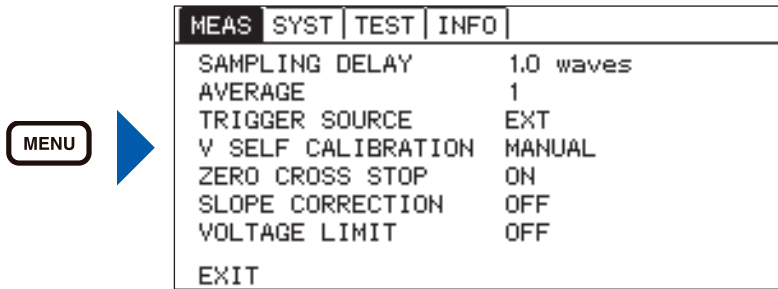 MEAS SYST TEST INFO
SAMPLING DELAY 1.0 waves
AVERAGE 1
MENU
TRIGGER SOURCE EXT
V SELF CALIBRATION MANUAL
ZERO CROSS STOP ON
SLOPE CORRECTION OFF
VOLTAGE LIMIT OFF
EXIT